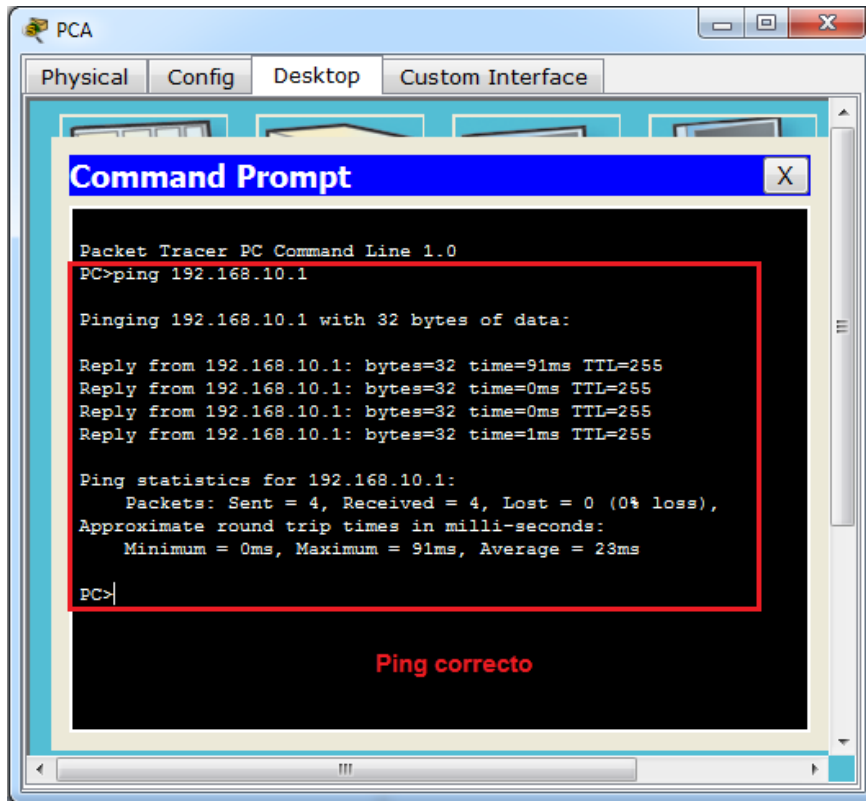 PCA
Physical Config Desktop Custom Interface
Command Prompt
X
Packet Tracer PC Command Line 1.0
PC>ping 192.168.10.1
Pinging 192.168.10.1 with 32 bytes of data:
Reply from 192.168.10.1: bytes=32 time=91ms TTL=255
Reply from 192.168.10.1: bytes=32 time=0ms TTL=255
Reply from 192.168.10.1: bytes=32 time=0ms TTL=255
Reply from 192.168.10.1: bytes=32 time=1ms TTL=255
Ping statistics for 192.168.10.1:
Packets: Sent = 4, Received = 4, Lost = 0 (0% loss),
Approximate round trip times in milli-seconds:
Minimum = 0ms, Maximum = 91ms, Average = 23ms
PC>
Ping correcto